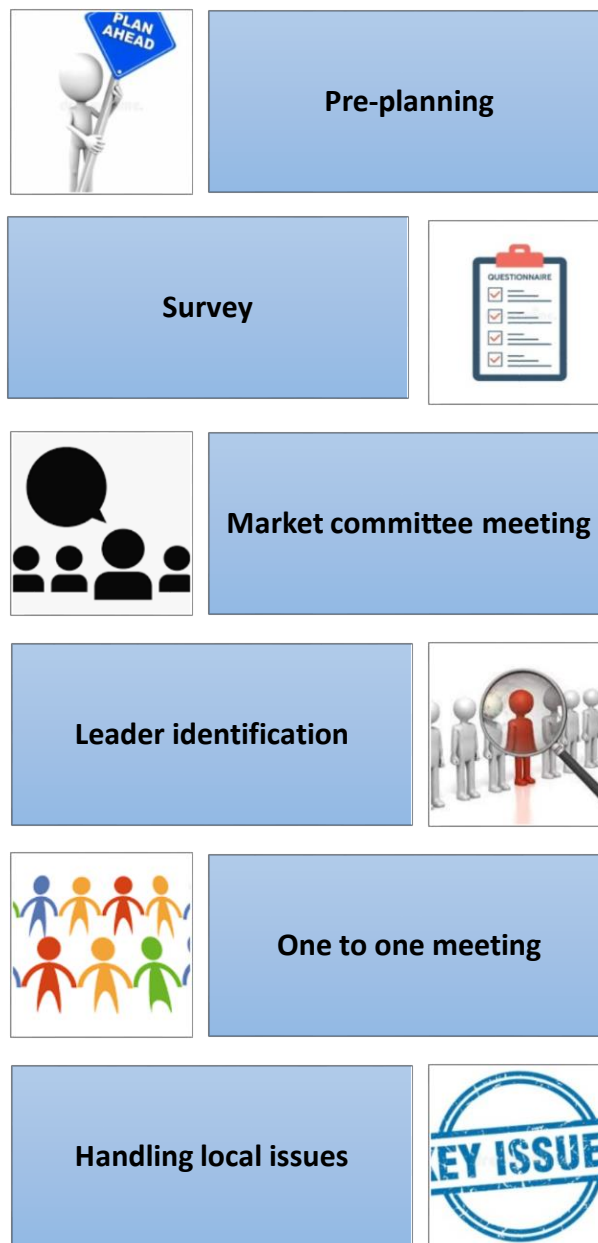 PLAN
AHEAD
Pre-planning
Survey
QUESTIONNAIRE
Market committee meeting
Leader identification
One to one meeting
Handling local issues
KEY ISSUE